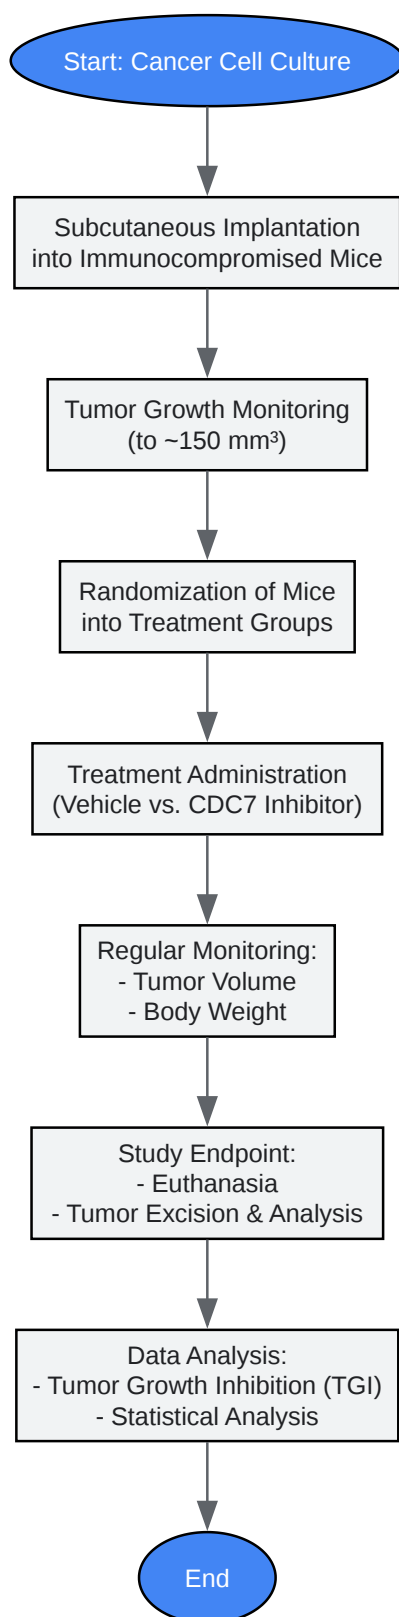 Start: Cancer Cell Culture
Subcutaneous Implantation
into Immunocompromised Mice
Tumor Growth Monitoring
(to ~150 mm³)
Randomization of Mice
into Treatment Groups
Treatment Administration
(Vehicle vs. CDC7 Inhibitor)
Regular Monitoring:
- Tumor Volume
- Body Weight
Study Endpoint:
- Euthanasia
- Tumor Excision & Analysis
Data Analysis:
- Tumor Growth Inhibition (TGI)
- Statistical Analysis
End